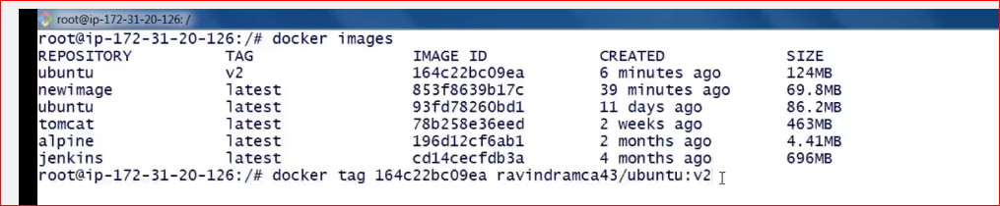 root@ip-172-31-20-126: /
root@ip-172-31-20-126:/# docker images
REPOSITORY TAG IMAGE ID CREATED SIZE
ubuntu v2 164c22bc09ea 6 minutes ago 124MB
newimage latest 853f8639b17c 39 minutes ago 69.8MB
ubuntu latest 93fd78260bd1 11 days ago 86.2MB
tomcat latest 78b258e36eed 2 weeks ago 463MB
alpine latest 196d12cf6ab1 2 months ago 4.41MB
jenkins latest cd14cecfdb3a 4 months ago 696MB
root@ip-172-31-20-126:/# docker tag 164c22bc09ea ravindramca43/ubuntu:v2